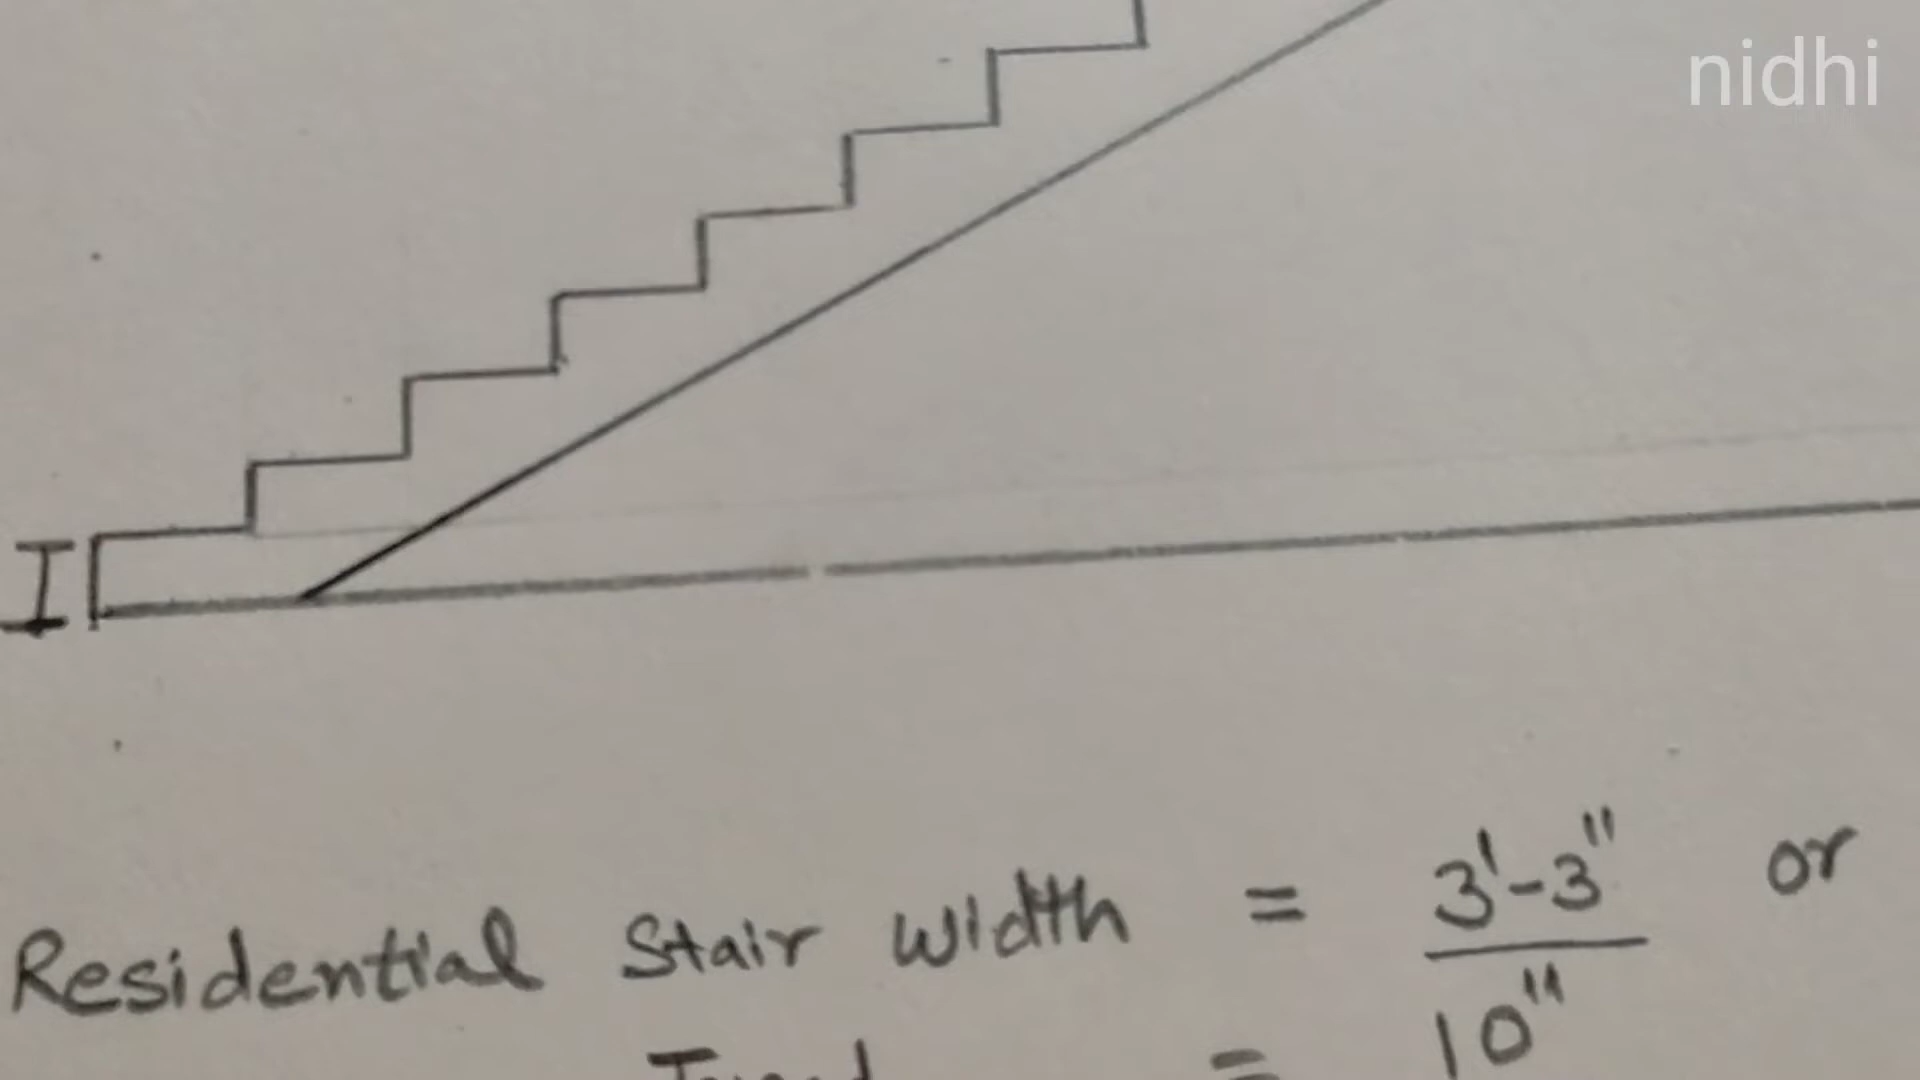 nidhi
Residential Stair width = 3'-3" or
= 10"